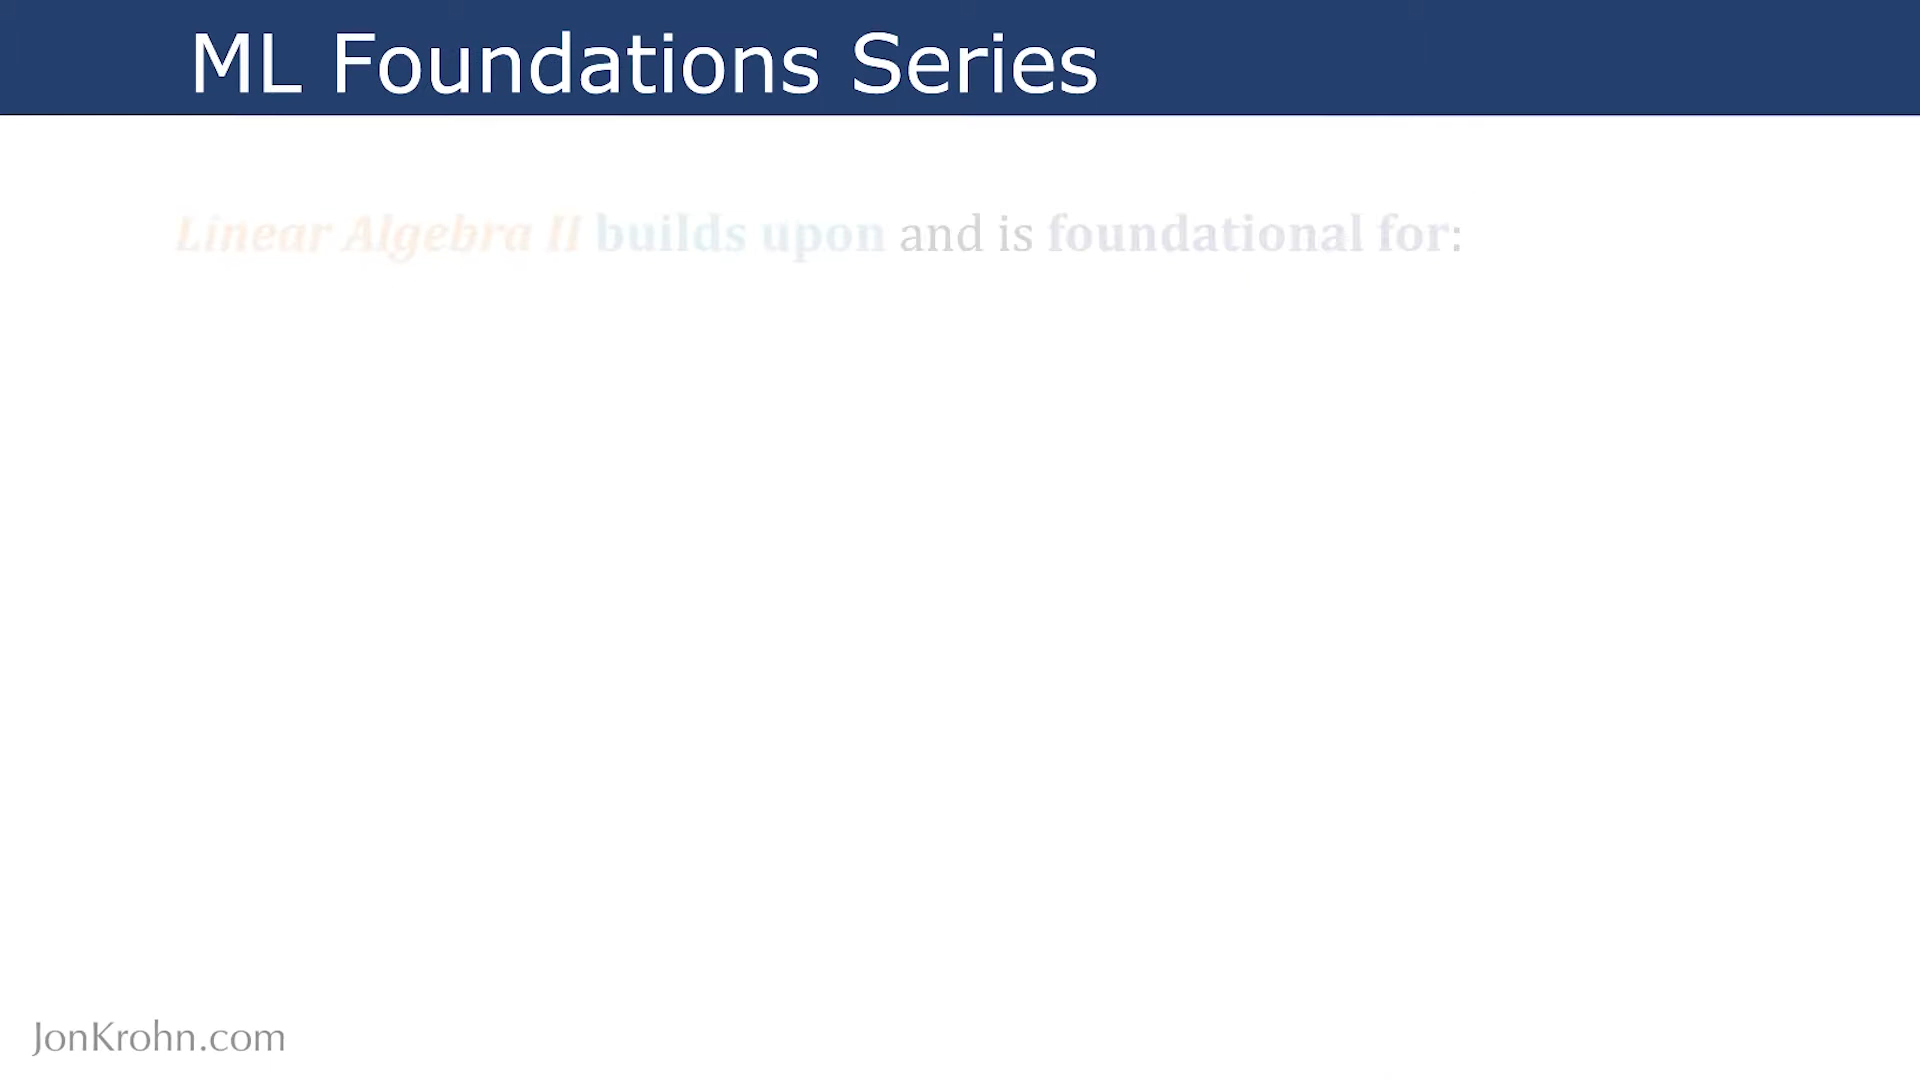 ML Foundations Series
Linear Algebra II builds upon and is foundational for:
JonKrohn.com